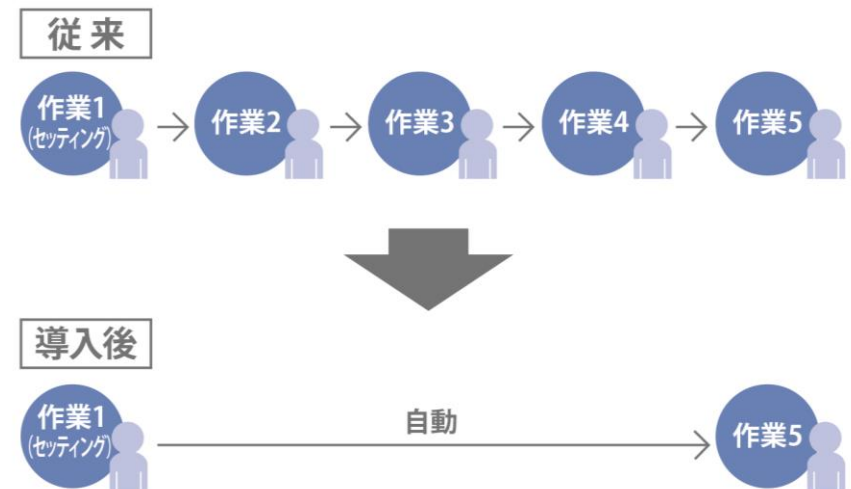 従来
作業1
(セッティング)
作業2
作業3
作業4
作業5
導入後
作業1
(セッティング)
自動
作業5